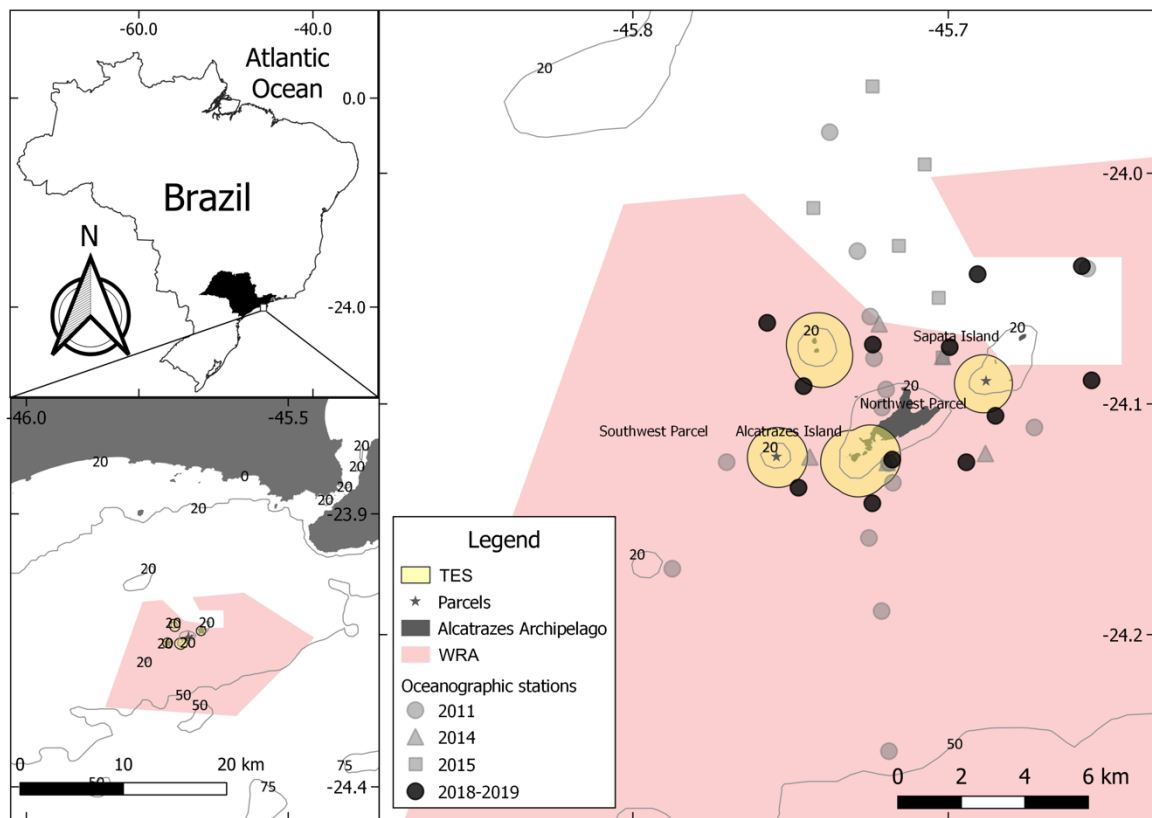 -60.0
-40.0
Atlantic
Ocean
0.0
Brazil
N
-24.0
-46.0
-45.5
20
20
20
0
20
20
20
-23.9
20
20
20
20
20
20
50
50
0
10
20 km
50
75
75
-24.4
-45.8
-45.7
20
-24.0
20
20
Sapata Island
20
Northwest Parcel
-24.1
Southwest Parcel
Alcatrazes Island
20
20
-24.2
50
0
2
4
6 km
Legend
TES
Parcels
Alcatrazes Archipelago
WRA
Oceanographic stations
2011
2014
2015
2018-2019